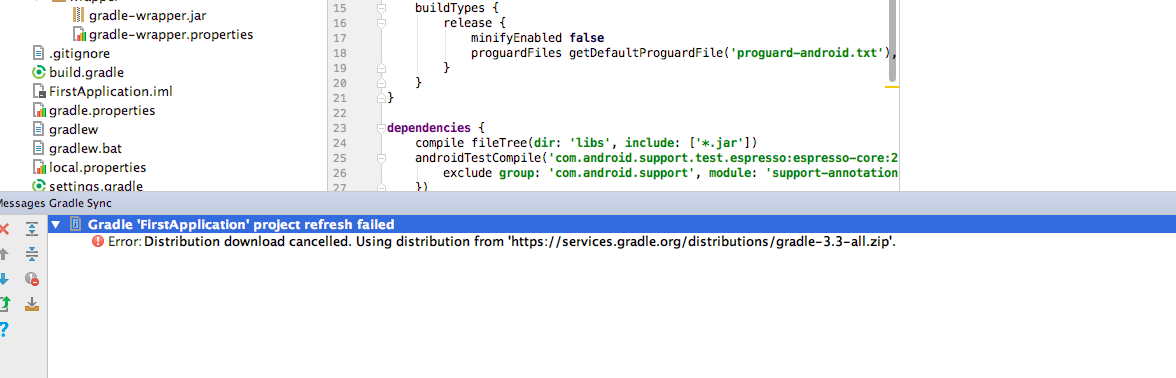 gradle-wrapper.jar
gradle-wrapper.properties
.gitignore
build.gradle
FirstApplication.iml
gradle.properties
gradlew
gradlew.bat
local.properties
settings.gradle
15 buildTypes {
16 release {
17 minifyEnabled false
18 proguardFiles getDefaultProguardFile('proguard-android.txt'),
19 }
20 }
21 }
22
23 dependencies {
24 compile fileTree(dir: 'libs', include: ['*.jar'])
25 androidTestCompile('com.android.support.test.espresso:espresso-core:2
26 exclude group: 'com.android.support', module: 'support-annotation
27 })
Messages Gradle Sync
Gradle 'FirstApplication' project refresh failed
Error: Distribution download cancelled. Using distribution from 'https://services.gradle.org/distributions/gradle-3.3-all.zip'.